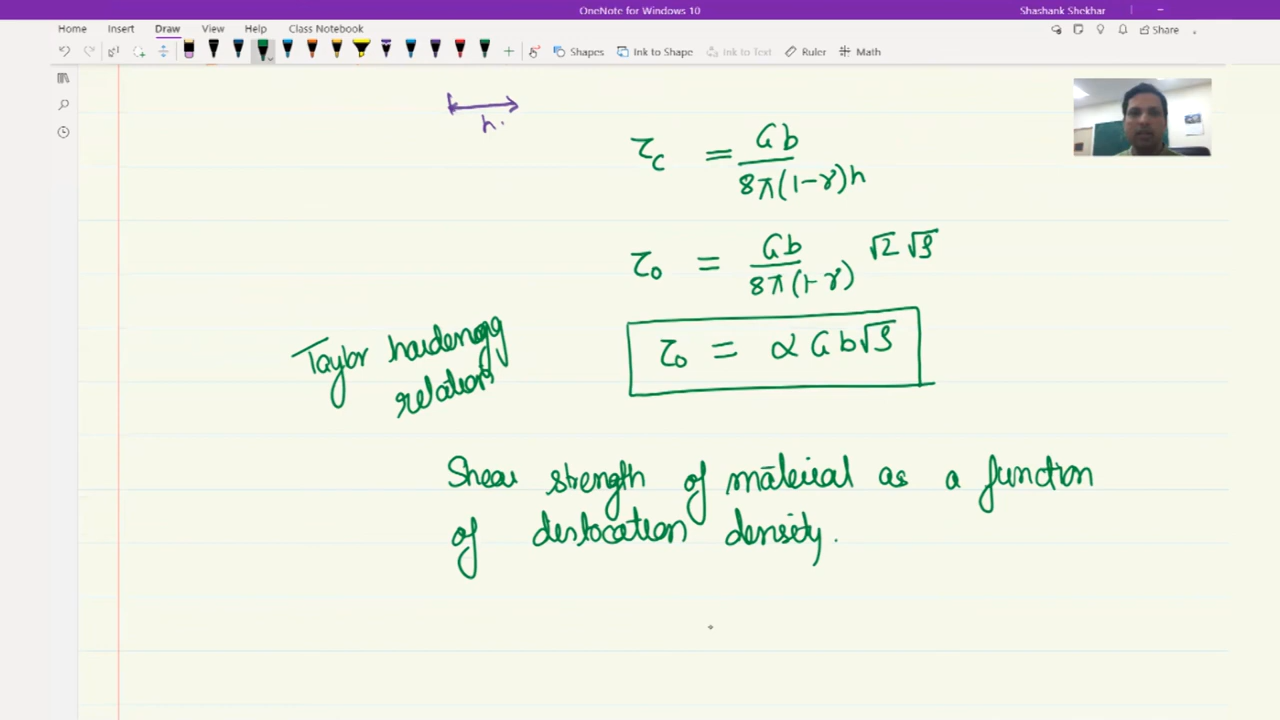 OneNote for Windows 10
Shashank Shekhar
Home Insert Draw View Help Class Notebook
Shapes Ink to Shape Ink to Text Ruler Math Share
h.
τc = Gb / 8π(1-γ)h
τ0 = Gb / 8π(1-γ) √2 √ρ
Taylor hardening
relation
τ0 = α G b √ρ
Shear strength of material as a function
of dislocation density.